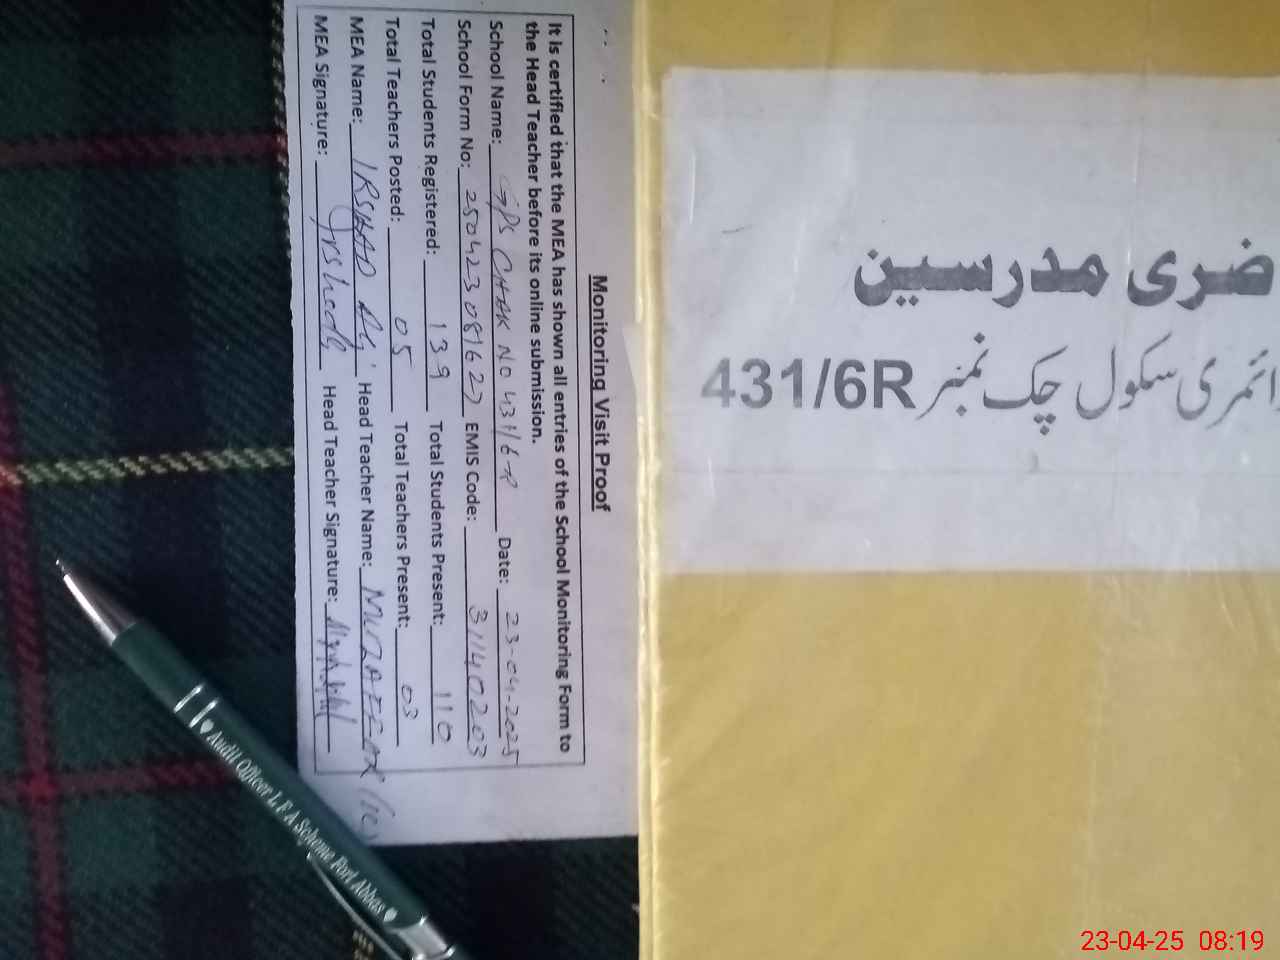 Monitoring Visit Proof
It is certified that the MEA has shown all entries of the School Monitoring Form to
the Head Teacher before its online submission.
School Name: GPS CHAK NO 431/6-R Date: 23-04-2025
School Form No: EMIS Code: 31140203
Total Students Registered: 139 Total Students Present: 110
Total Teachers Posted: 05 Total Teachers Present: 03
MEA Name: IRSHAD ALI Head Teacher Name:
MEA Signature: Irshad Head Teacher Signature:
ضری مدرسین
ائمری سکول چک نمبر 431/6R
Audit Officer L F A Scheme Fort Abbas
23-04-25 08:19